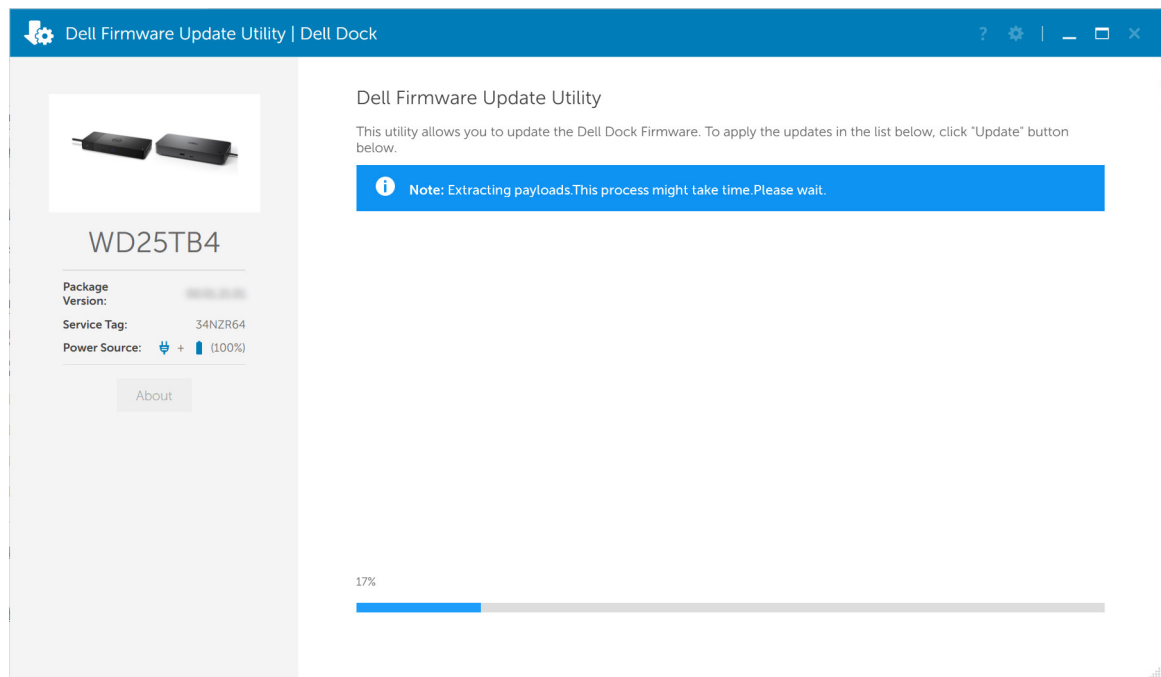 Dell Firmware Update Utility | Dell Dock
?
Dell Firmware Update Utility
This utility allows you to update the Dell Dock Firmware. To apply the updates in the list below, click "Update" button
below.
Note: Extracting payloads.This process might take time.Please wait.
WD25TB4
Package
Version:
Service Tag: 34NZR64
Power Source: + (100%)
About
17%